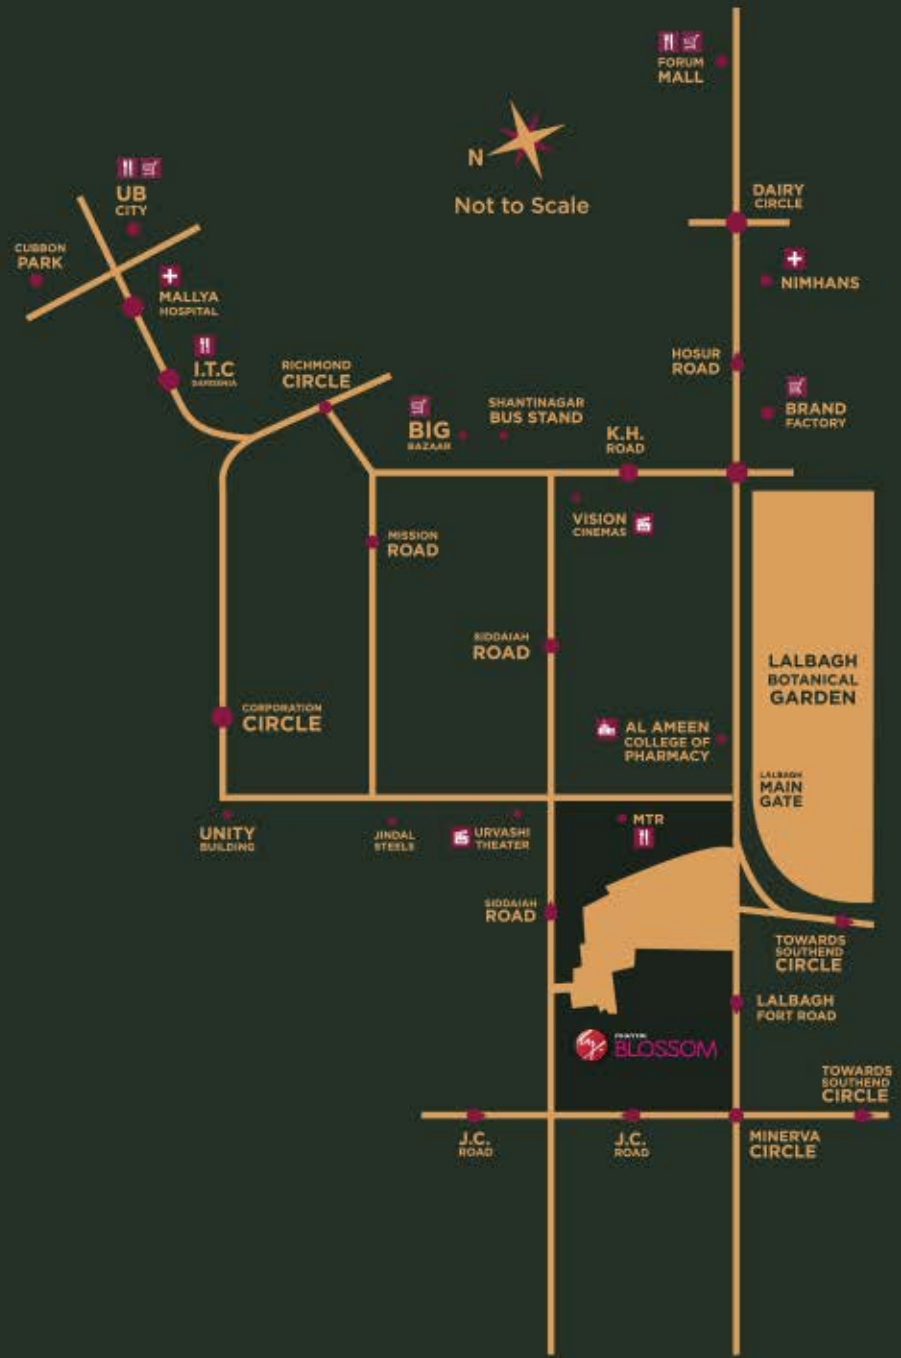 FORUM
MALL
N
Not to Scale
UB
CITY
DAIRY
CIRCLE
CUBBON
PARK
NIMHANS
MALLYA
HOSPITAL
HOSUR
ROAD
I.T.C
RICHMOND
CIRCLE
BIG
BAZAAR
SHANTINAGAR
BUS STAND
BRAND
FACTORY
K.H.
ROAD
VISION
CINEMAS
MISSION
ROAD
SIDDAIAH
ROAD
LALBAGH
BOTANICAL
GARDEN
CORPORATION
CIRCLE
AL AMEEN
COLLEGE OF
PHARMACY
LALBAGH
MAIN
GATE
UNITY
BUILDING
JINDAL
STEELS
URVASHI
THEATER
MTR
SIDDAIAH
ROAD
TOWARDS
SOUTHEND
CIRCLE
LALBAGH
FORT ROAD
BLOSSOM
TOWARDS
SOUTHEND
CIRCLE
J.C.
ROAD
J.C.
ROAD
MINERVA
CIRCLE